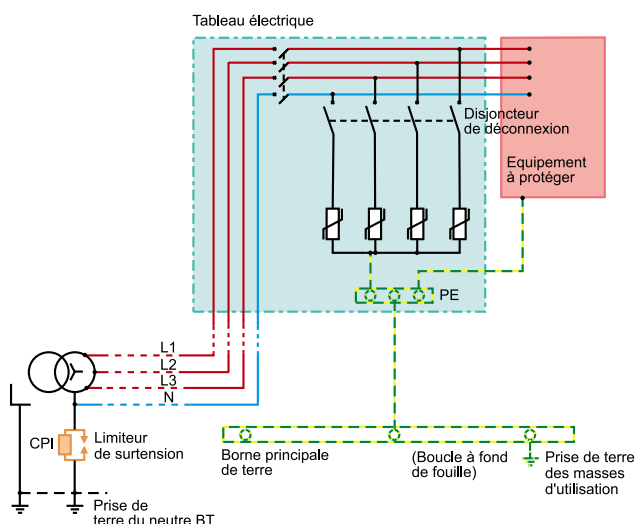 Tableau électrique
Disjoncteur
de déconnexion
Equipement
à protéger
PE
L1
L2
L3
N
CPI
Limiteur
de surtension
Borne principale
de terre
(Boucle à fond
de fouille)
Prise de terre
des masses
d'utilisation
Prise de
terre du neutre BT